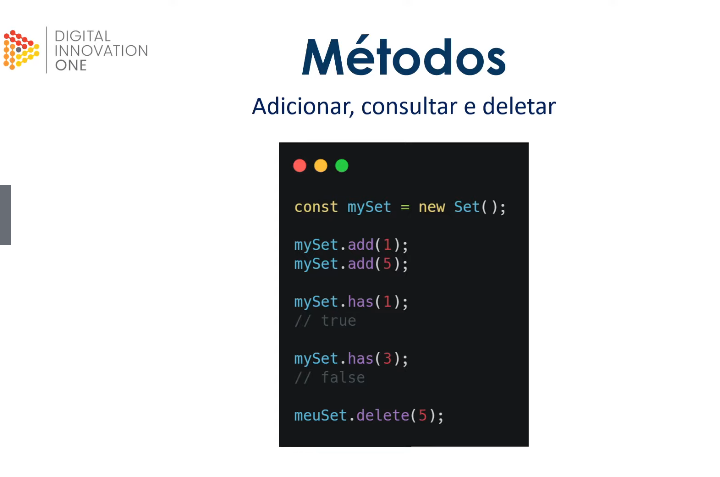 DIGITAL
INNOVATION
ONE
Métodos
Adicionar, consultar e deletar
const mySet = new Set();
mySet.add(1);
mySet.add(5);
mySet.has(1);
// true
mySet.has(3);
// false
meuSet.delete(5);